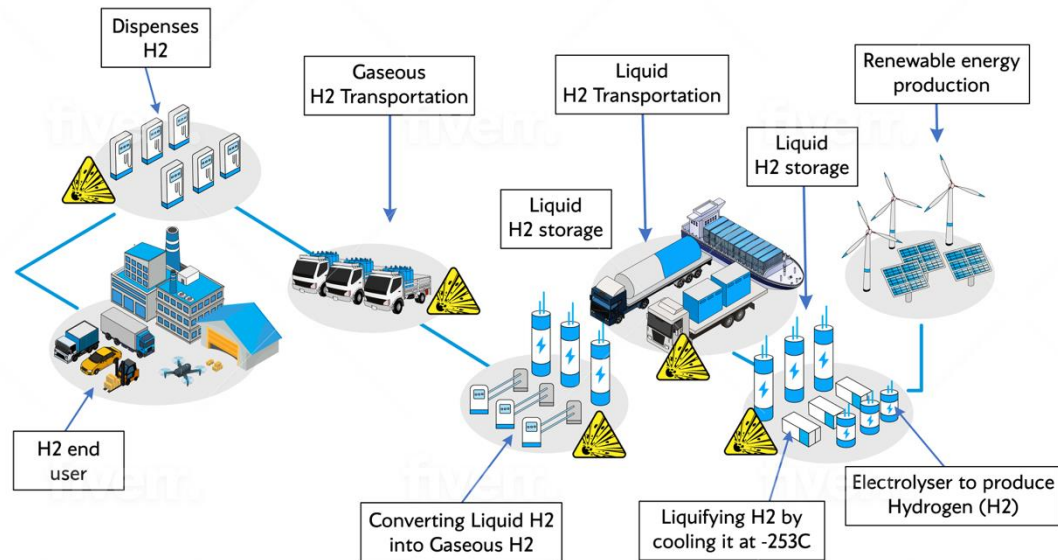 Dispenses
H2
Gaseous
H2 Transportation
Liquid
H2 Transportation
Renewable energy
production
Liquid
H2 storage
Liquid
H2 storage
H2 end
user
Converting Liquid H2
into Gaseous H2
Liquifying H2 by
cooling it at -253C
Electrolyser to produce
Hydrogen (H2)
fiverr.